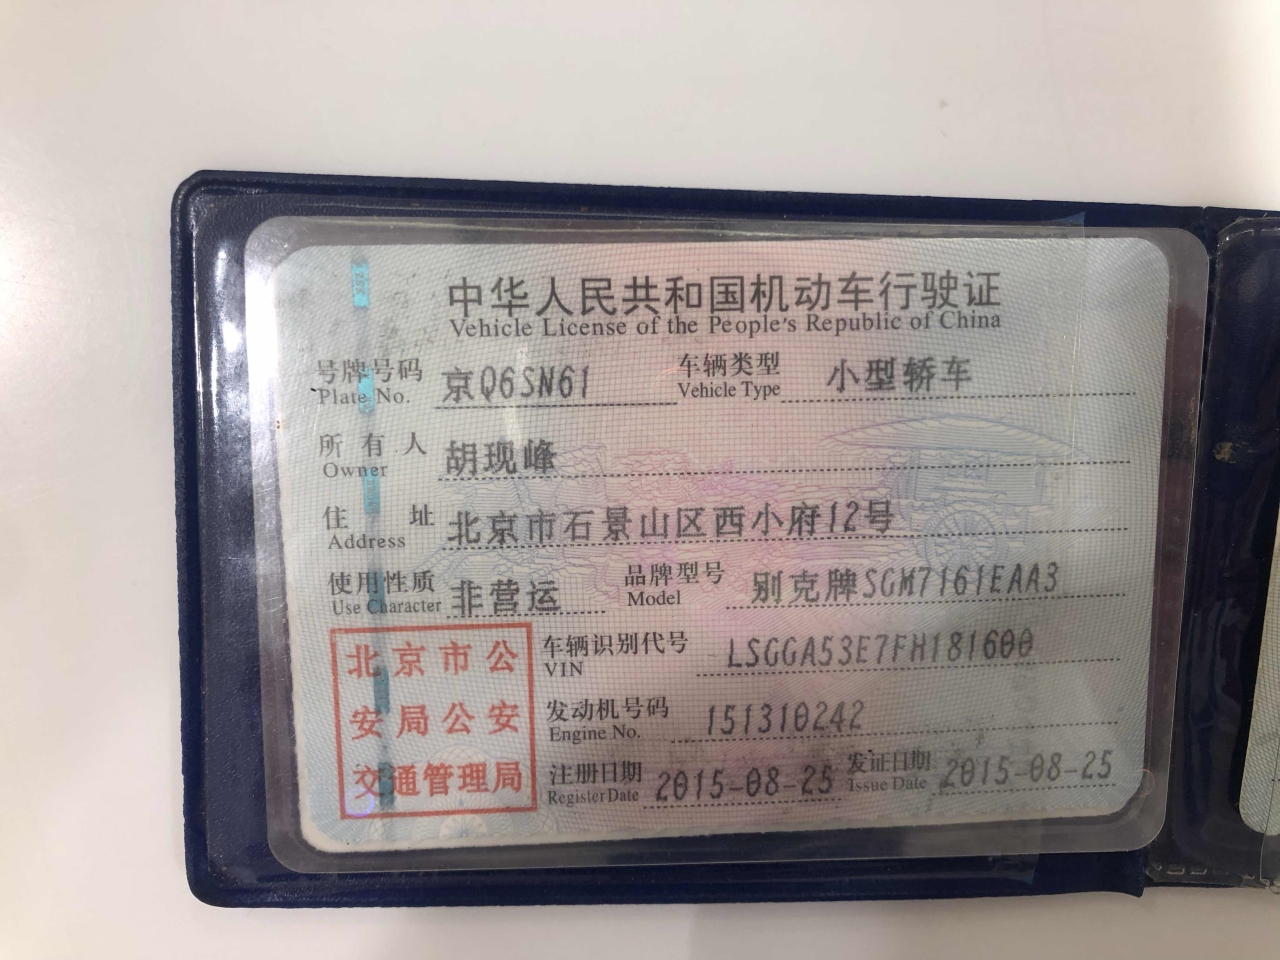 中华人民共和国机动车行驶证
Vehicle License of the People's Republic of China
号牌号码 京Q6SN61 车辆类型 小型轿车
Plate No. Vehicle Type
所有人 胡现峰
Owner
住址 北京市石景山区西小府12号
Address
使用性质 非营运 品牌型号 别克牌SGM7161EAA3
Use Character Model
北京市公
安局公安
交通管理局
车辆识别代号 LSGGA53E7FH181600
VIN
发动机号码 151310242
Engine No.
注册日期 2015-08-25 发证日期 2015-08-25
Register Date Issue Date